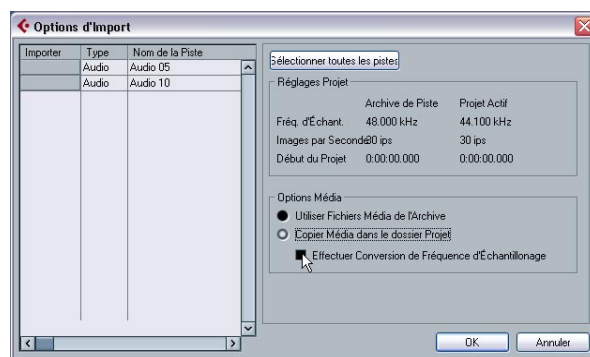 Options d'Import
Importer Type Nom de la Piste
Audio Audio 05
Audio Audio 10
Sélectionner toutes les pistes
Réglages Projet
Archive de Piste Projet Actif
Fréq. d'Échant. 48.000 kHz 44.100 kHz
Images par Seconde 30 ips 30 ips
Début du Projet 0:00:00.000 0:00:00.000
Options Média
Utiliser Fichiers Média de l'Archive
Copier Média dans le dossier Projet
Effectuer Conversion de Fréquence d'Échantillonage
OK Annuler